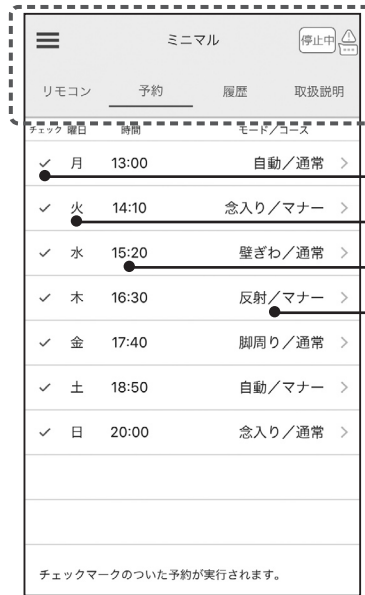 ミニマル 停止中
リモコン 予約 履歴 取扱説明
チェック 曜日 時間 モード／コース
✓ 月 13:00 自動／通常 >
✓ 火 14:10 念入り／マナー >
✓ 水 15:20 壁ぎわ／通常 >
✓ 木 16:30 反射／マナー >
✓ 金 17:40 脚周り／通常 >
✓ 土 18:50 自動／マナー >
✓ 日 20:00 念入り／通常 >
チェックマークのついた予約が実行されます。